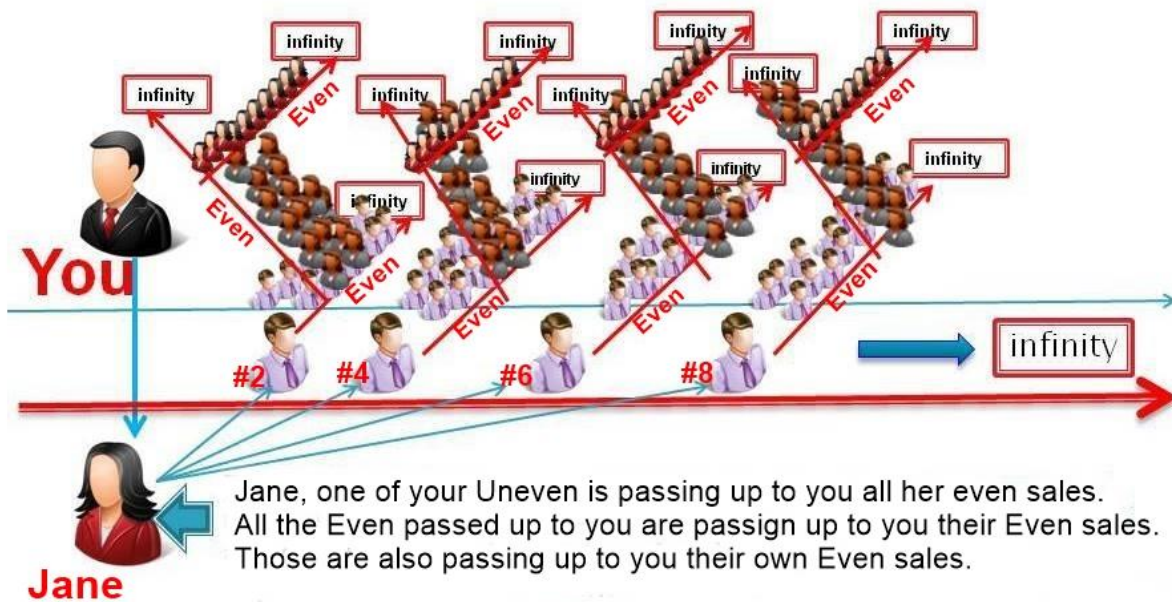 infinity
infinity
infinity
infinity
infinity
infinity
infinity
infinity
infinity
infinity
infinity
infinity
Even
Even
Even
Even
Even
Even
Even
Even
Even
You
#2
#4
#6
#8
infinity
Jane, one of your Uneven is passing up to you all her even sales.
All the Even passed up to you are passign up to you their Even sales.
Those are also passing up to you their own Even sales.
Jane